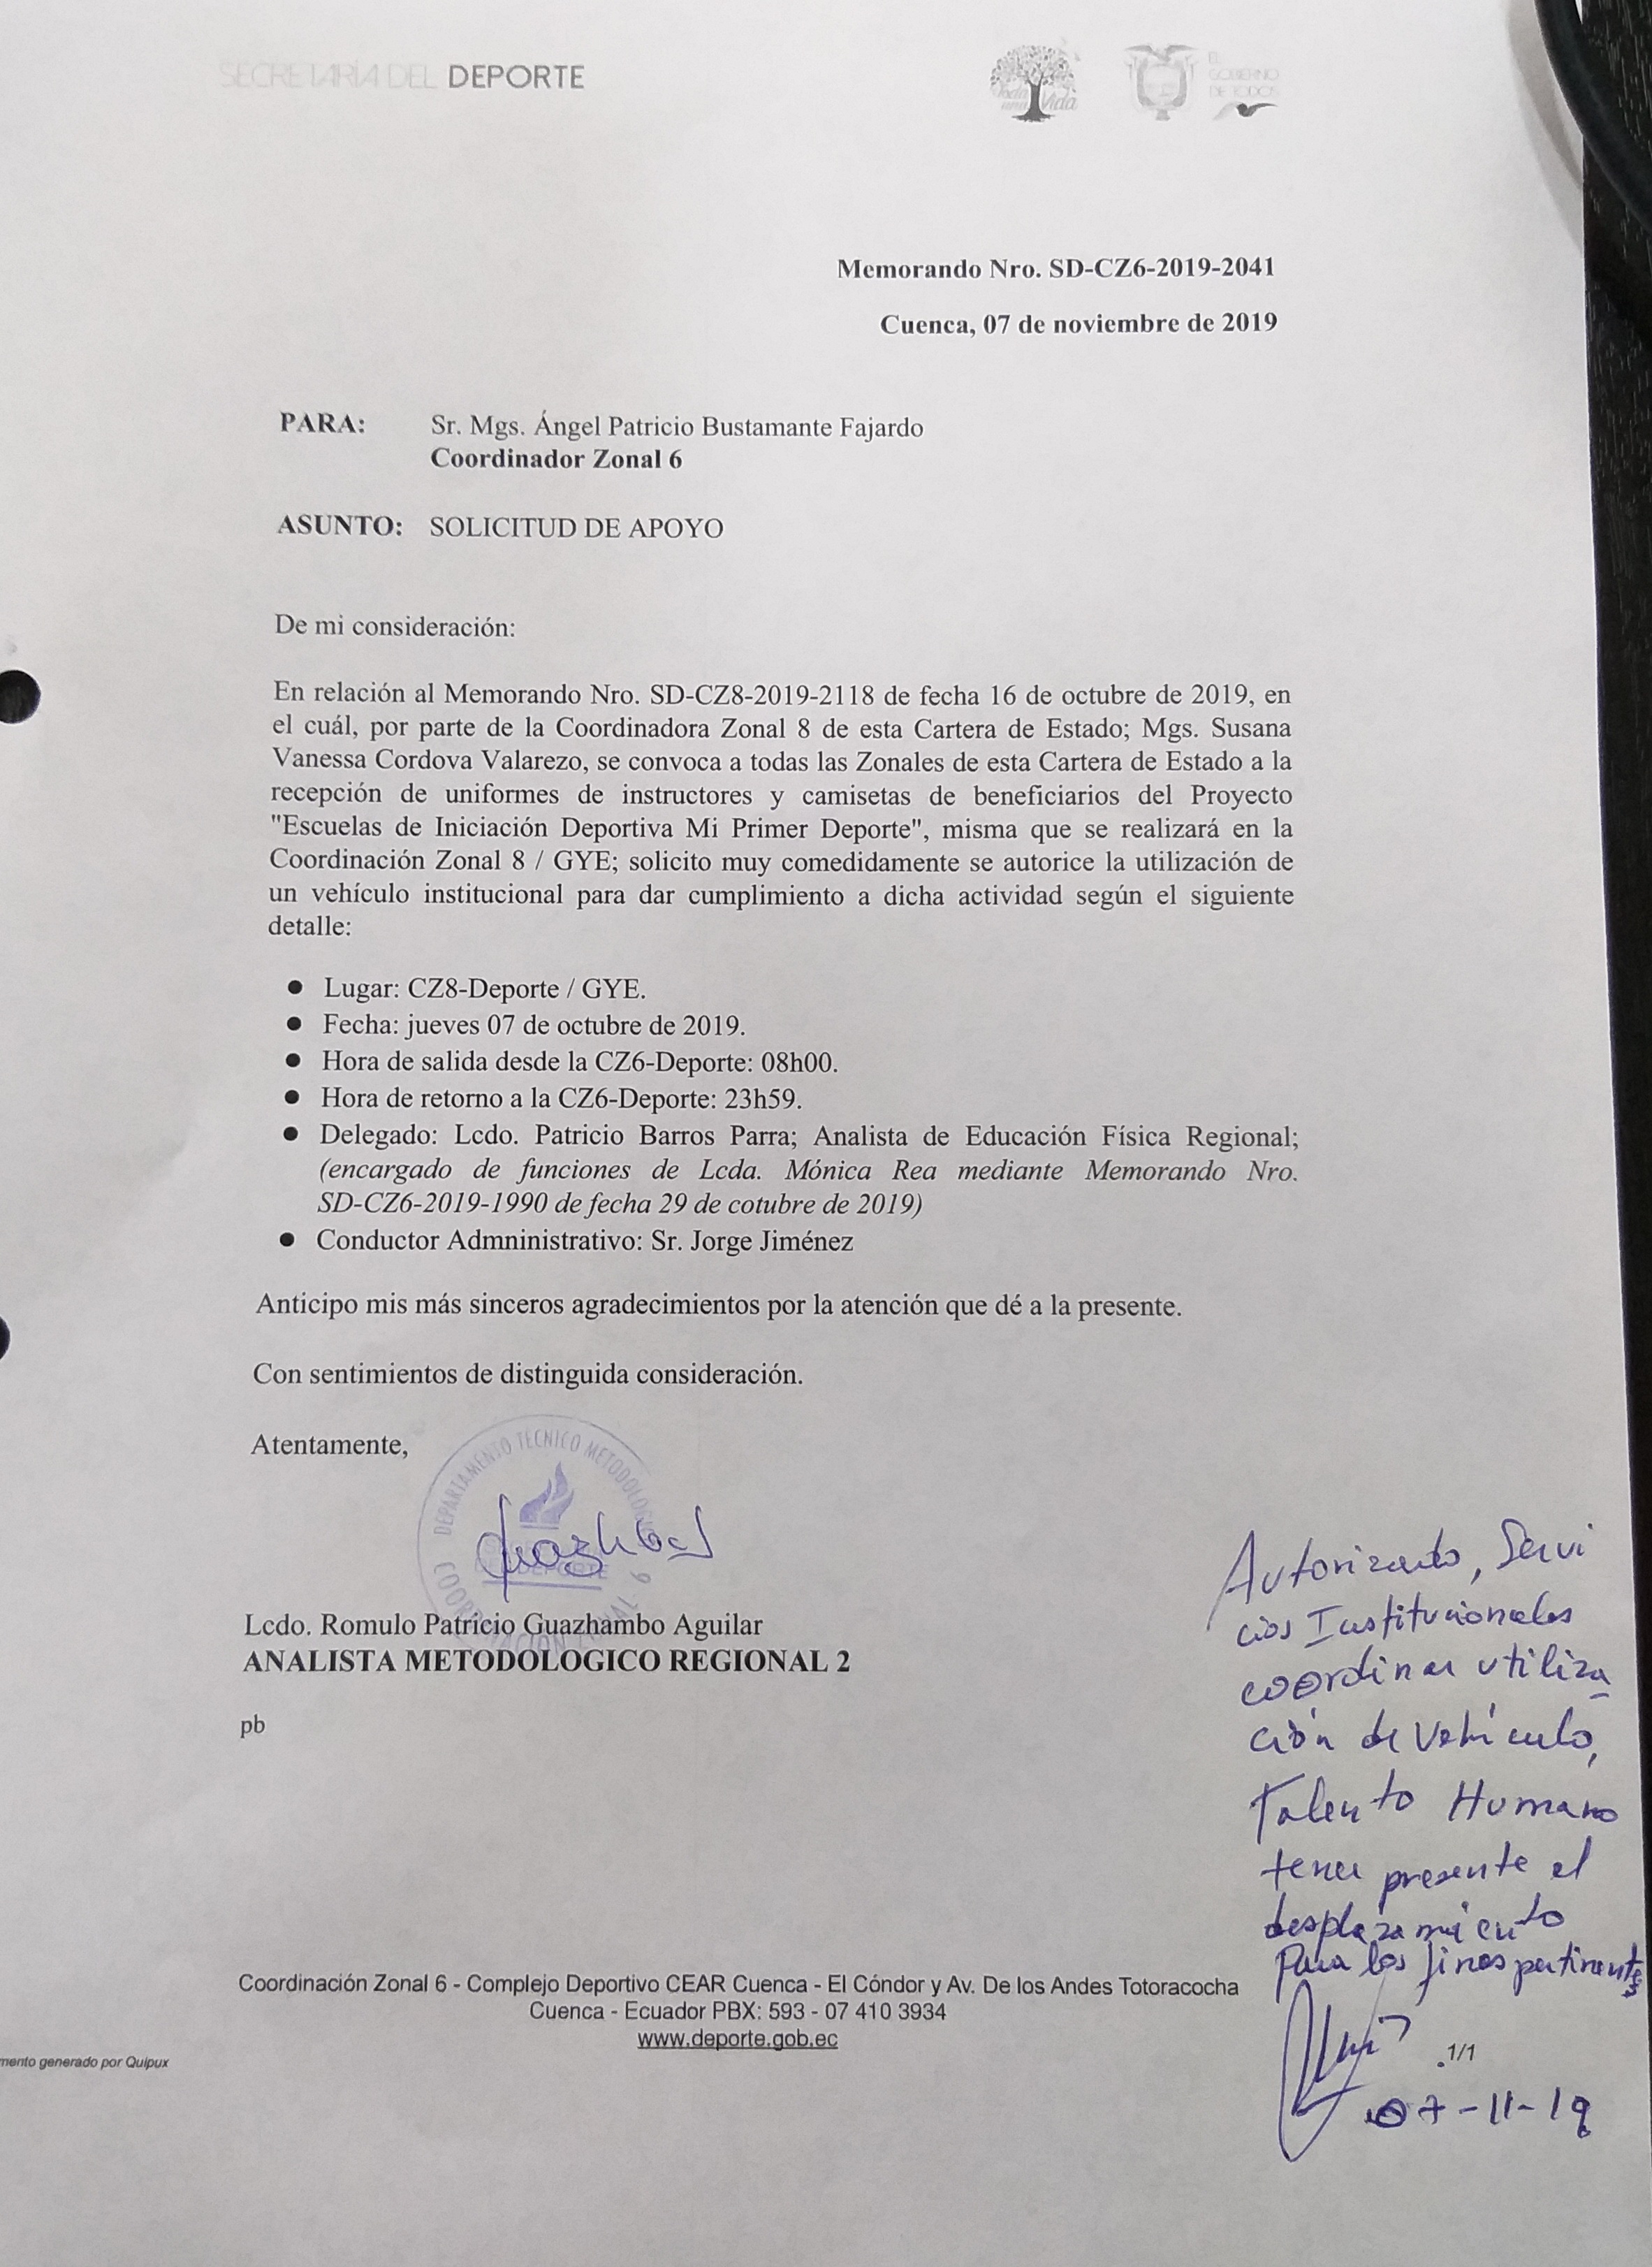 SECRETARÍA DEL DEPORTE
EL
GOBIERNO
DE TODOS
Memorando Nro. SD-CZ6-2019-2041
Cuenca, 07 de noviembre de 2019
PARA: Sr. Mgs. Ángel Patricio Bustamante Fajardo
Coordinador Zonal 6
ASUNTO: SOLICITUD DE APOYO
De mi consideración:
En relación al Memorando Nro. SD-CZ8-2019-2118 de fecha 16 de octubre de 2019, en
el cuál, por parte de la Coordinadora Zonal 8 de esta Cartera de Estado; Mgs. Susana
Vanessa Cordova Valarezo, se convoca a todas las Zonales de esta Cartera de Estado a la
recepción de uniformes de instructores y camisetas de beneficiarios del Proyecto
"Escuelas de Iniciación Deportiva Mi Primer Deporte", misma que se realizará en la
Coordinación Zonal 8 / GYE; solicito muy comedidamente se autorice la utilización de
un vehículo institucional para dar cumplimiento a dicha actividad según el siguiente
detalle:
● Lugar: CZ8-Deporte / GYE.
● Fecha: jueves 07 de octubre de 2019.
● Hora de salida desde la CZ6-Deporte: 08h00.
● Hora de retorno a la CZ6-Deporte: 23h59.
● Delegado: Lcdo. Patricio Barros Parra; Analista de Educación Física Regional;
(encargado de funciones de Lcda. Mónica Rea mediante Memorando Nro.
SD-CZ6-2019-1990 de fecha 29 de cotubre de 2019)
● Conductor Administrativo: Sr. Jorge Jiménez
Anticipo mis más sinceros agradecimientos por la atención que dé a la presente.
Con sentimientos de distinguida consideración.
Atentamente,
DEPARTAMENTO TÉCNICO METODOLÓGICO
Lcdo. Romulo Patricio Guazhambo Aguilar
ANALISTA METODOLOGICO REGIONAL 2
pb
Autorizado, Servi
cios Institucionales
coordinar utiliza
ción de vehículo,
Talento Humano
tener presente el
desplazamiento
para los fines pertinentes
07-11-19
Coordinación Zonal 6 - Complejo Deportivo CEAR Cuenca - El Cóndor y Av. De los Andes Totoracocha
Cuenca - Ecuador PBX: 593 - 07 410 3934
www.deporte.gob.ec
1/1
mento generado por Quipux